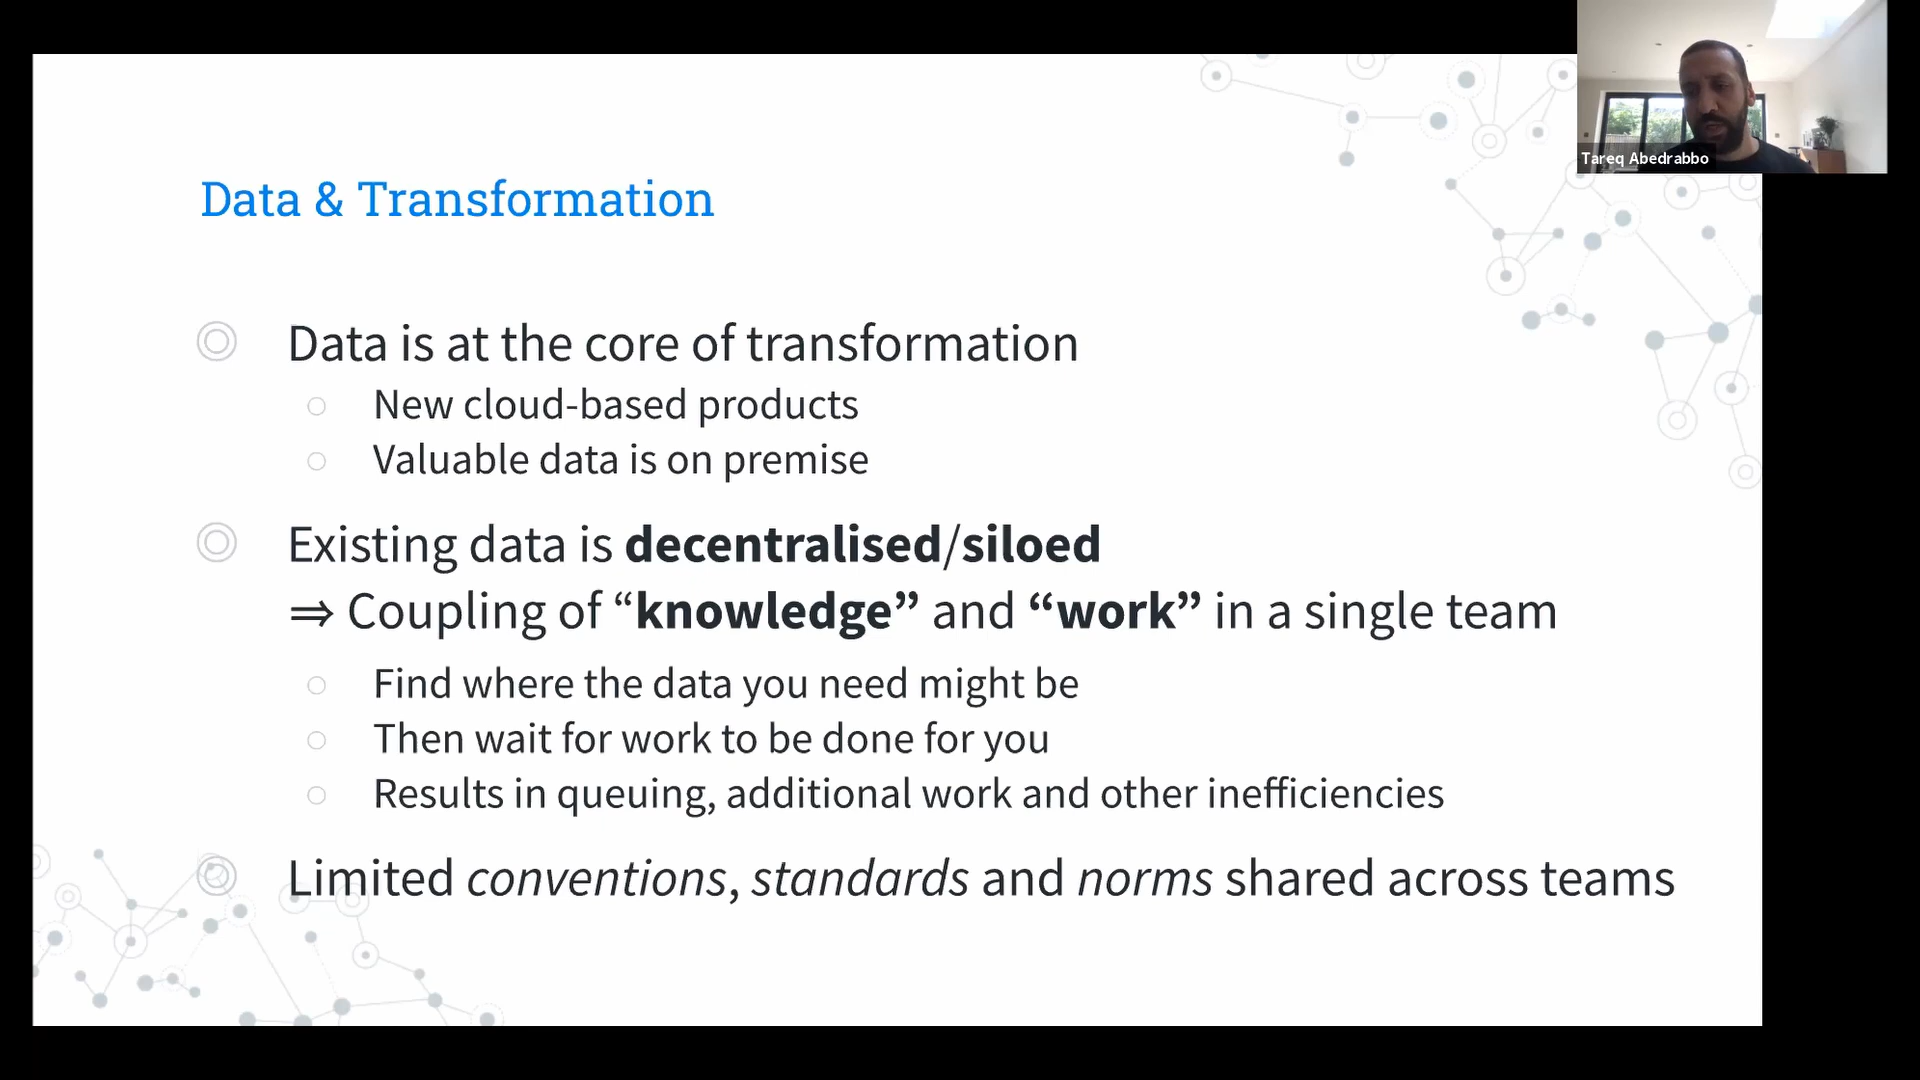 Tareq Abedrabbo
Data & Transformation
Data is at the core of transformation
New cloud-based products
Valuable data is on premise
Existing data is decentralised/siloed
⇒ Coupling of “knowledge” and “work” in a single team
Find where the data you need might be
Then wait for work to be done for you
Results in queuing, additional work and other inefficiencies
Limited conventions, standards and norms shared across teams